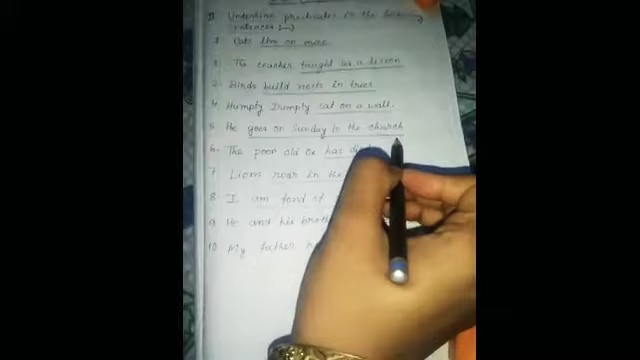 II Underline predicates in the
sentences :-
1 Cats live on mice
2 The teacher taught us a lesson
3. Birds build nests in trees
4 Humpty Dumpty sat on a wall.
5. He goes on Sunday to the church
6. The poor old ox has died
7 Lions roar in the
8 I am fond of
9 He and his broth
10. My father h